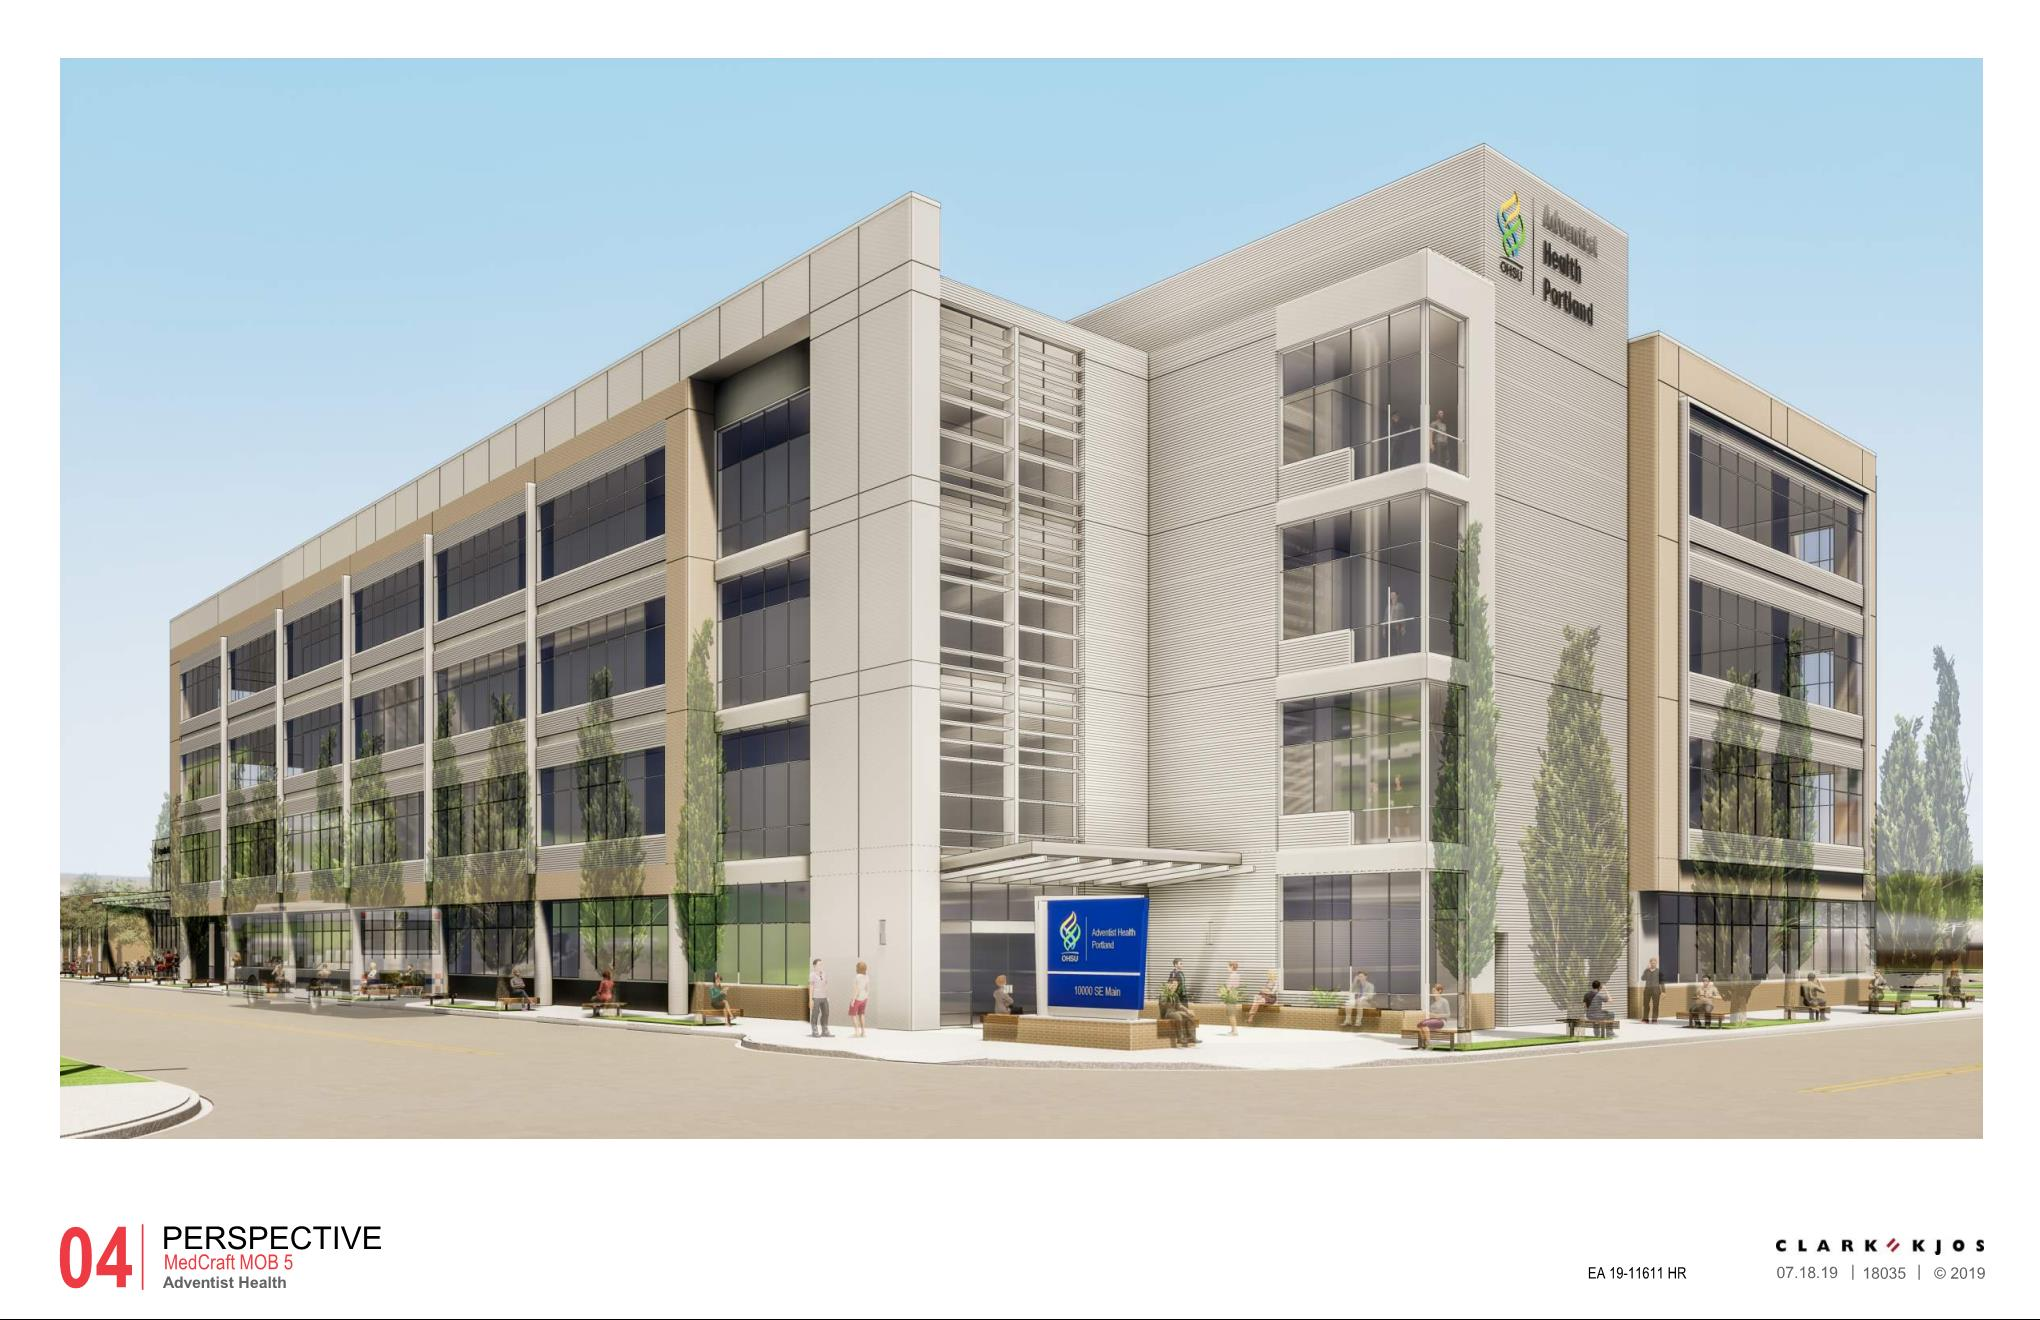 OHSU
Adventist
Health
Portland
OHSU
Adventist Health
Portland
10000 SE Main
04
PERSPECTIVE
MedCraft MOB 5
Adventist Health
EA 19-11611 HR
CLARK KJOS
07.18.19 | 18035 | © 2019